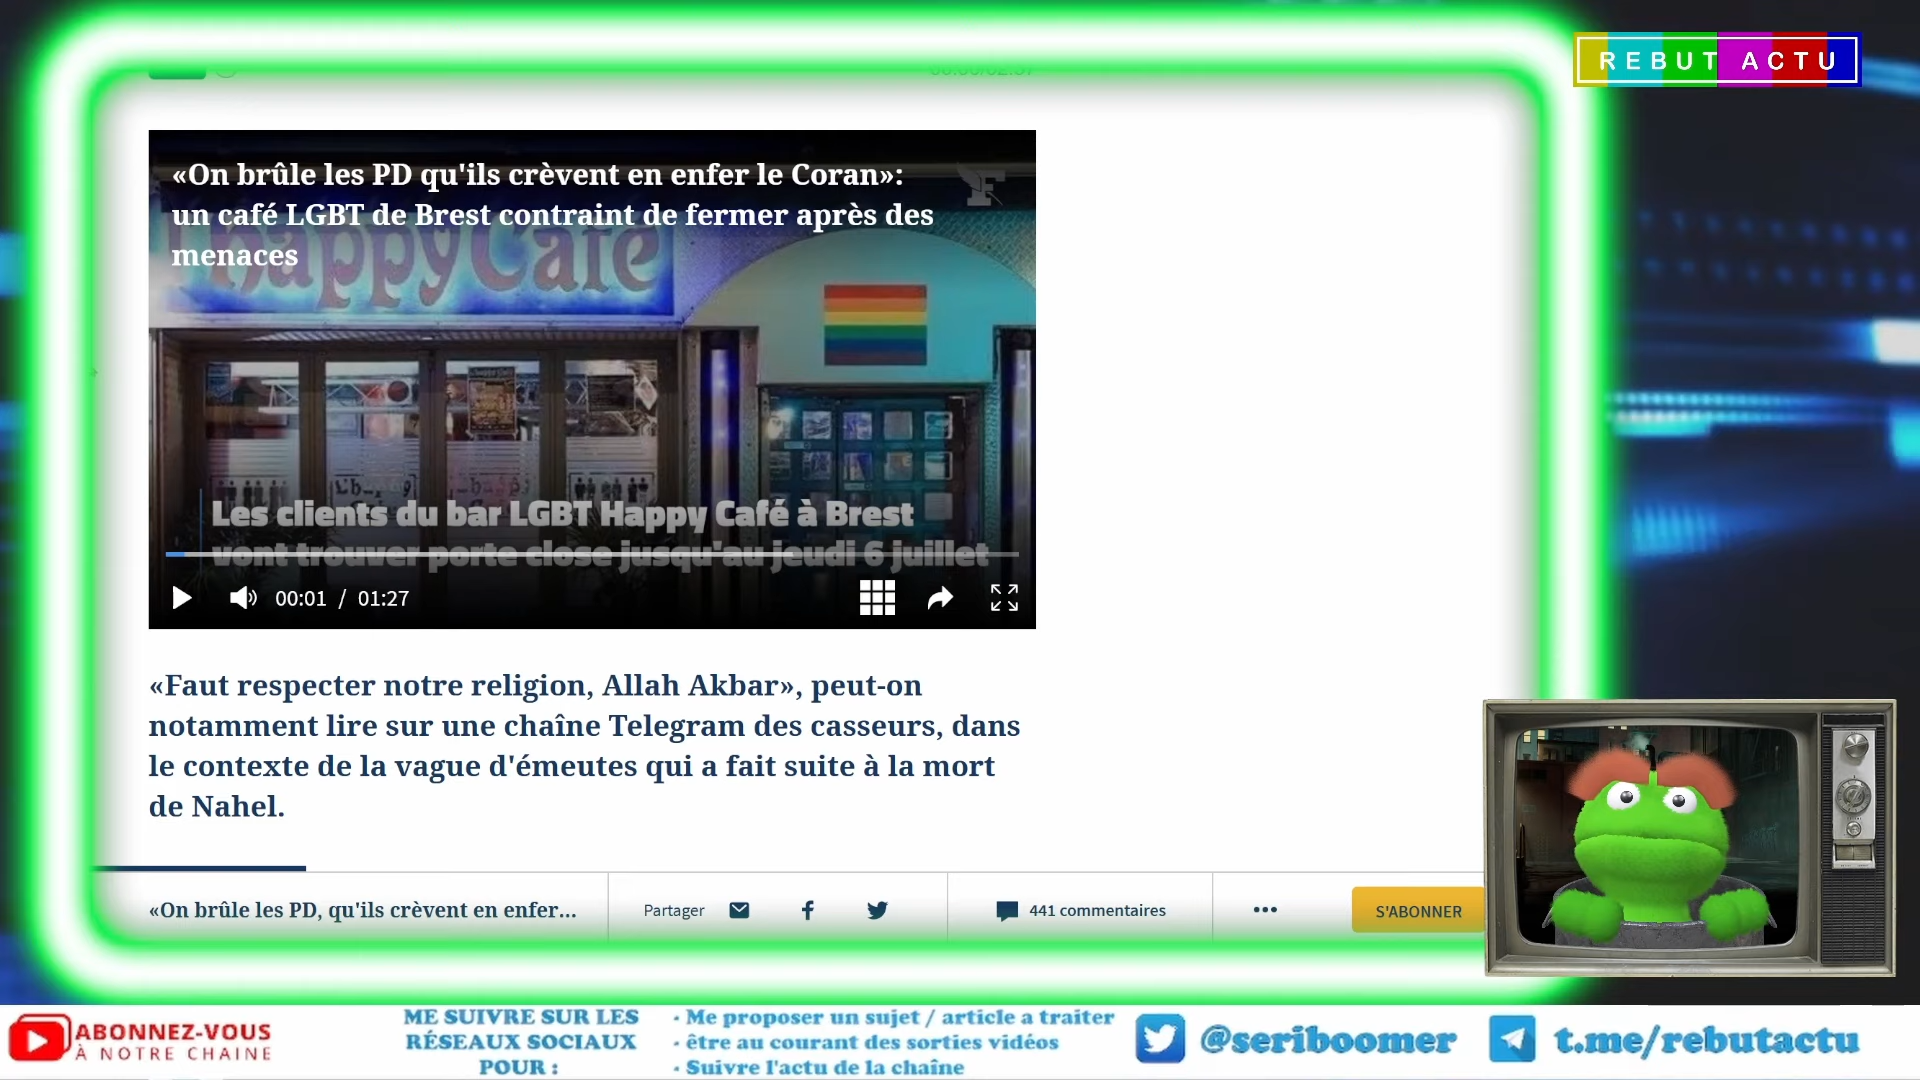 REBUT ACTU
«On brûle les PD qu'ils crèvent en enfer le Coran»:
un café LGBT de Brest contraint de fermer après des
menaces
happy Café
Les clients du bar LGBT Happy Café à Brest
vont trouver porte close jusqu'au jeudi 6 juillet
00:01 / 01:27
«Faut respecter notre religion, Allah Akbar», peut-on
notamment lire sur une chaîne Telegram des casseurs, dans
le contexte de la vague d'émeutes qui a fait suite à la mort
de Nahel.
«On brûle les PD, qu'ils crèvent en enfer...
Partager
441 commentaires
S'ABONNER
ABONNEZ-VOUS
À NOTRE CHAINE
ME SUIVRE SUR LES
RÉSEAUX SOCIAUX
POUR :
- Me proposer un sujet / article a traiter
- être au courant des sorties vidéos
- Suivre l'actu de la chaîne
@seriboomer
t.me/rebutactu